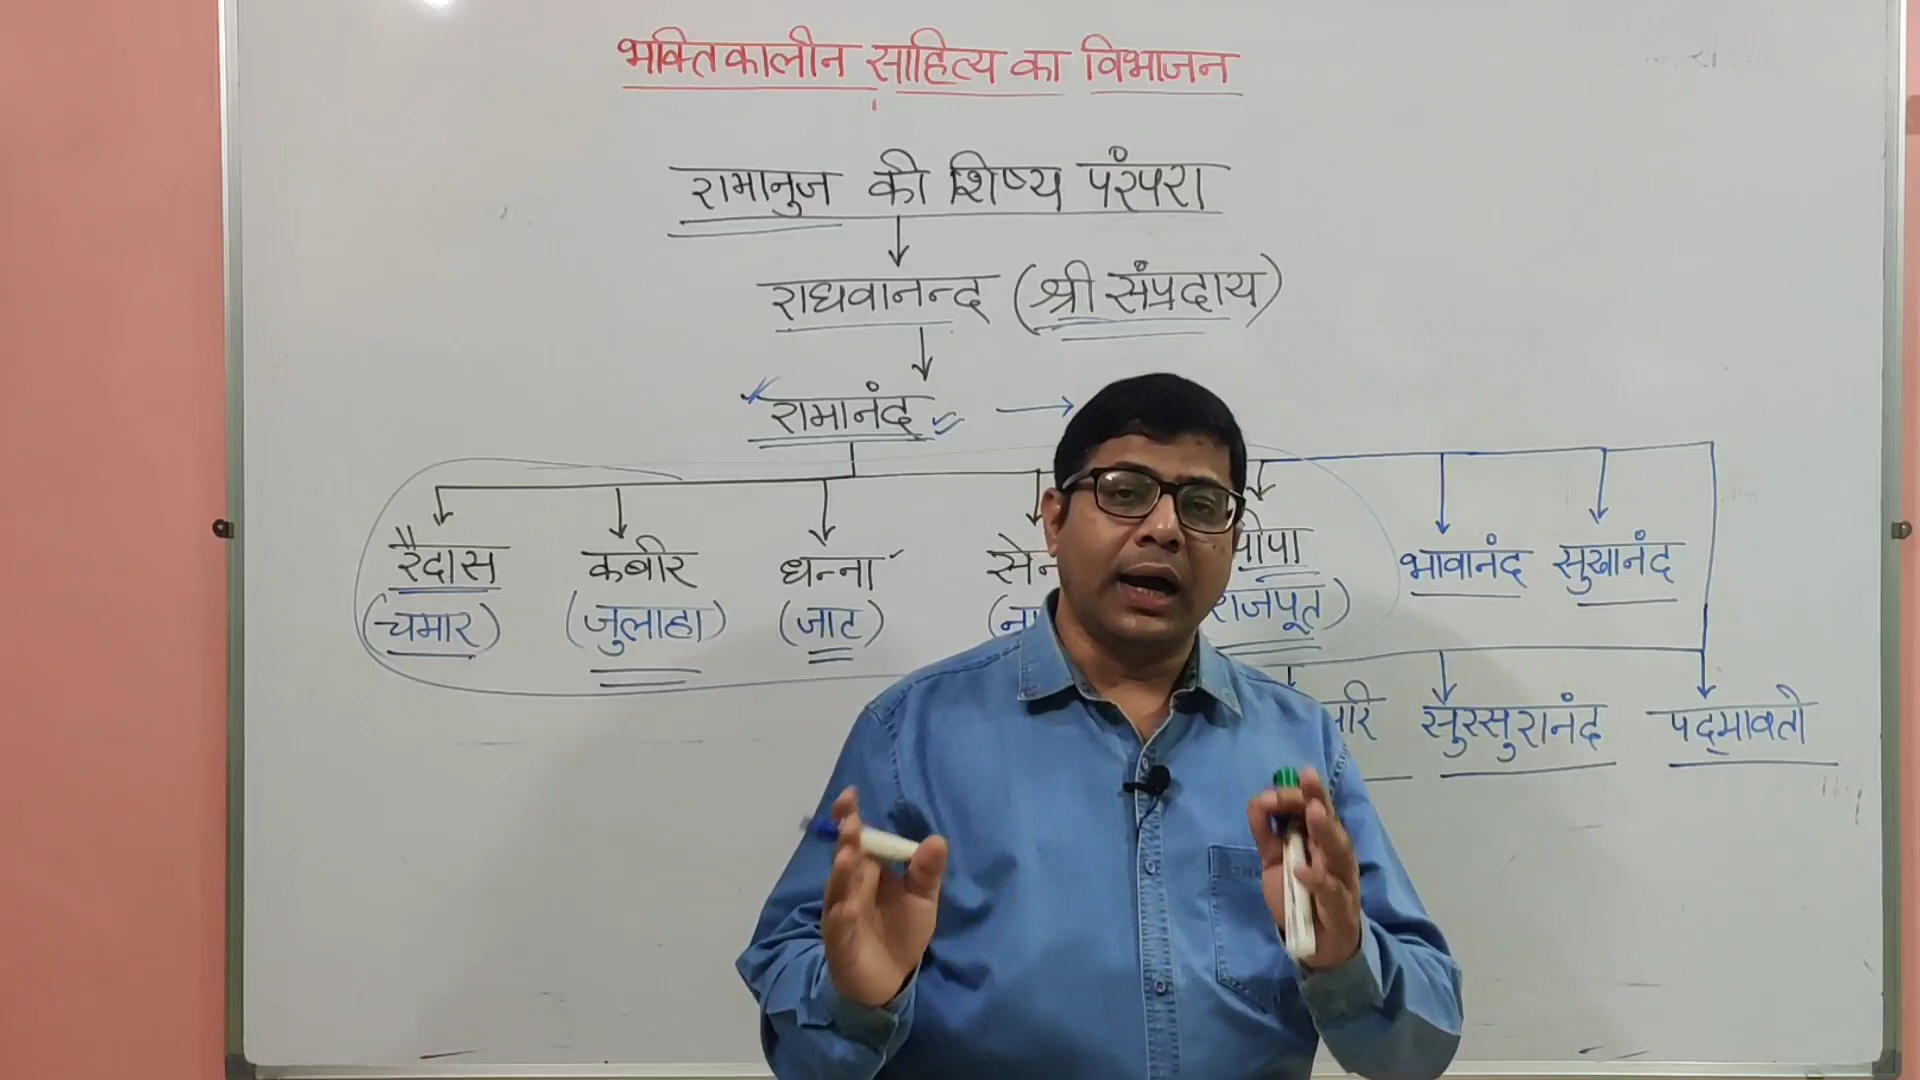 भक्तिकालीन साहित्य का विभाजन
रामानुज की शिष्य परंपरा
राघवानन्द (श्री संप्रदाय)
रामानंद
रैदास कबीर धन्ना भावानंद सुखानंद
(चमार) (जुलाहा) (जाट)
सुरसुरानंद पद्मावती